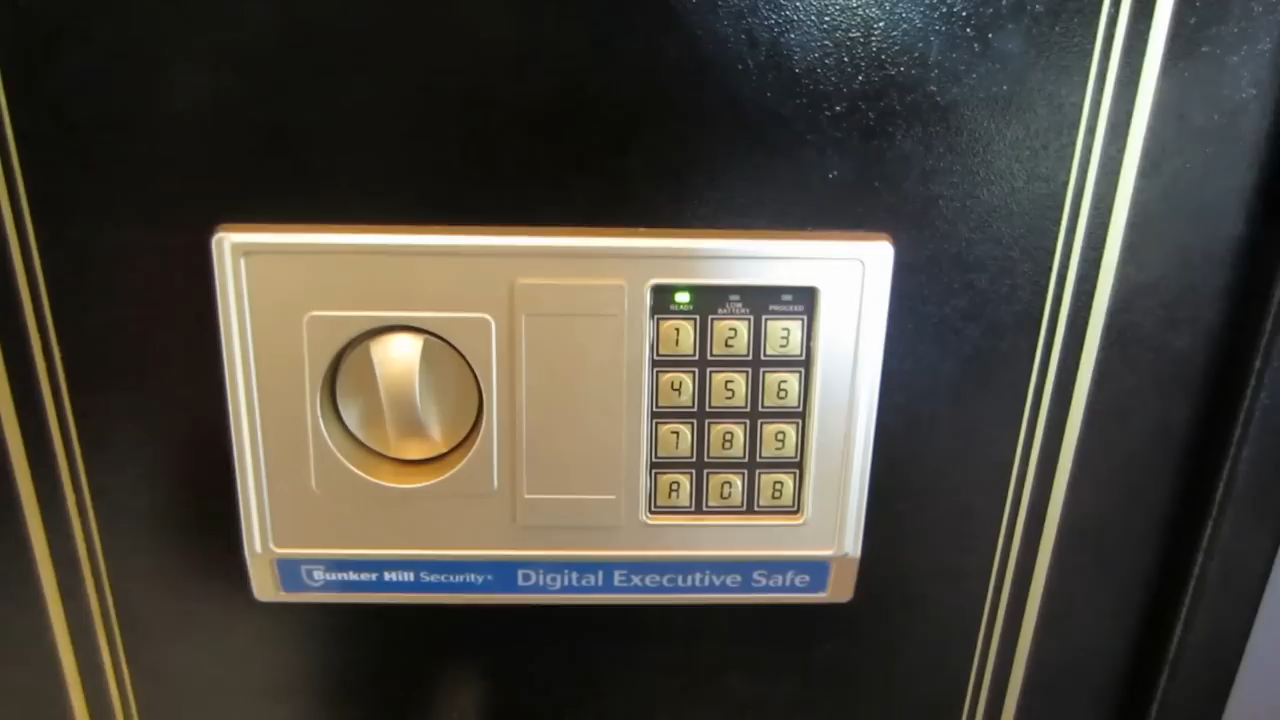 READY
LOW
BATTERY
PROCEED
1 2 3
4 5 6
7 8 9
A 0 B
Bunker Hill Security
Digital Executive Safe